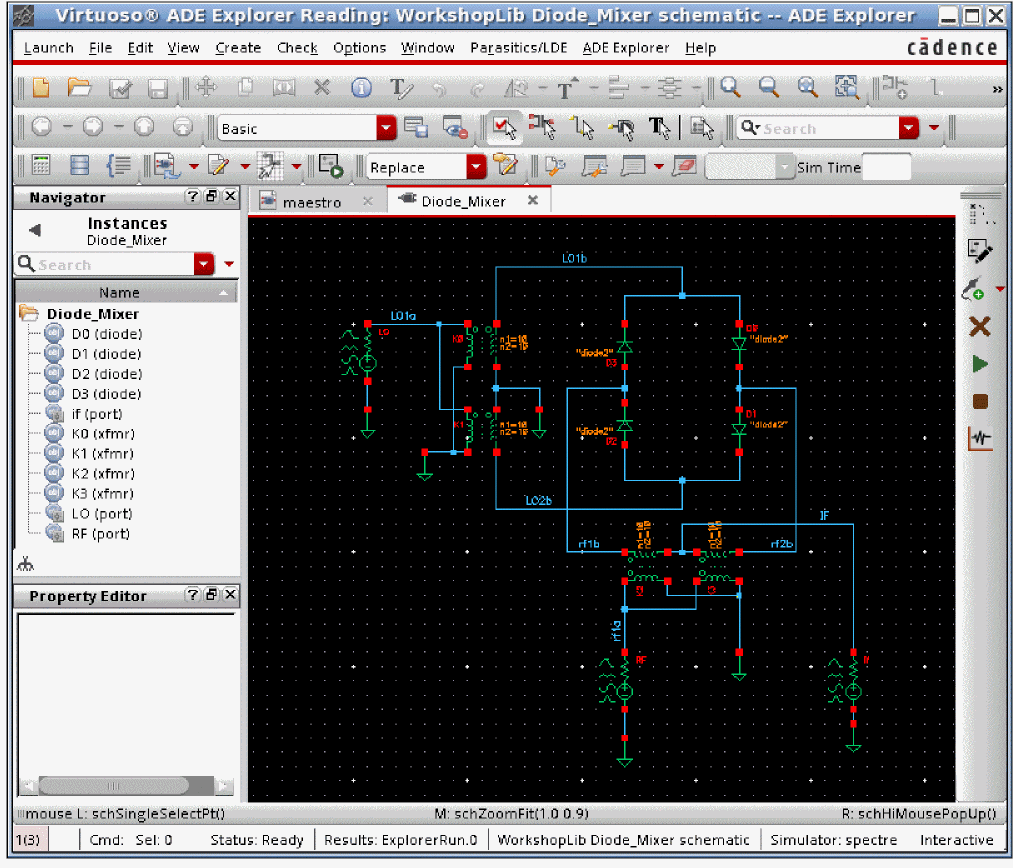 Virtuoso® ADE Explorer Reading: WorkshopLib Diode_Mixer schematic -- ADE Explorer
Launch File Edit View Create Check Options Window Parasitics/LDE ADE Explorer Help cādence
Basic Search
Replace Sim Time
Navigator maestro Diode_Mixer
Instances
Diode_Mixer
Search
Name
Diode_Mixer
D0 (diode)
D1 (diode)
D2 (diode)
D3 (diode)
if (port)
K0 (xfmr)
K1 (xfmr)
K2 (xfmr)
K3 (xfmr)
LO (port)
RF (port)
Property Editor
LO1b
LO1a
LO
K0
n1=10
n2=10
"diode2"
D3
D0
"diode2"
K1
n1=10
n2=10
"diode2"
D2
D1
"diode2"
LO2b
IF
n1=10
n2=10
rf1b
rf2b
rf1a
RF
mouse L: schSingleSelectPt() M: schZoomFit(1.0 0.9) R: schHiMousePopUp()
1(3) Cmd: Sel: 0 Status: Ready Results: ExplorerRun.0 WorkshopLib Diode_Mixer schematic Simulator: spectre Interactive